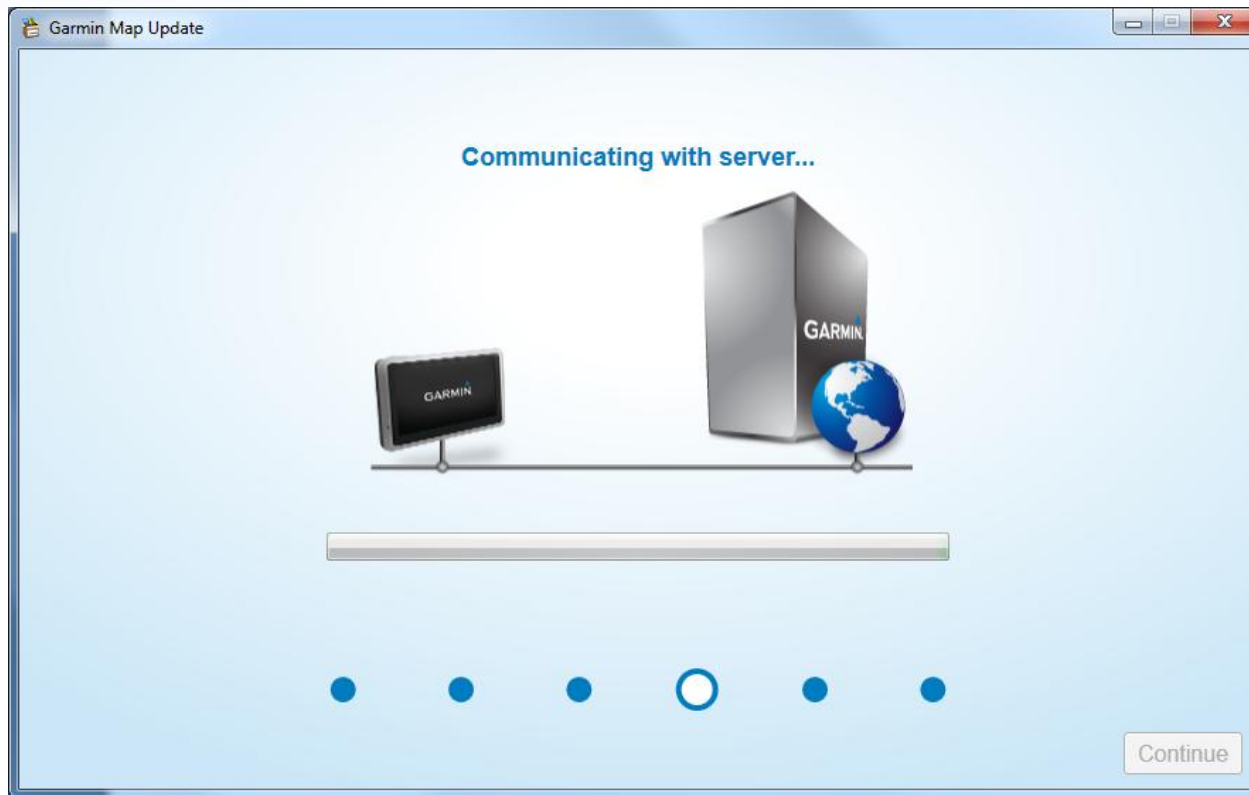 Garmin Map Update
Communicating with server...
GARMIN
GARMIN
Continue